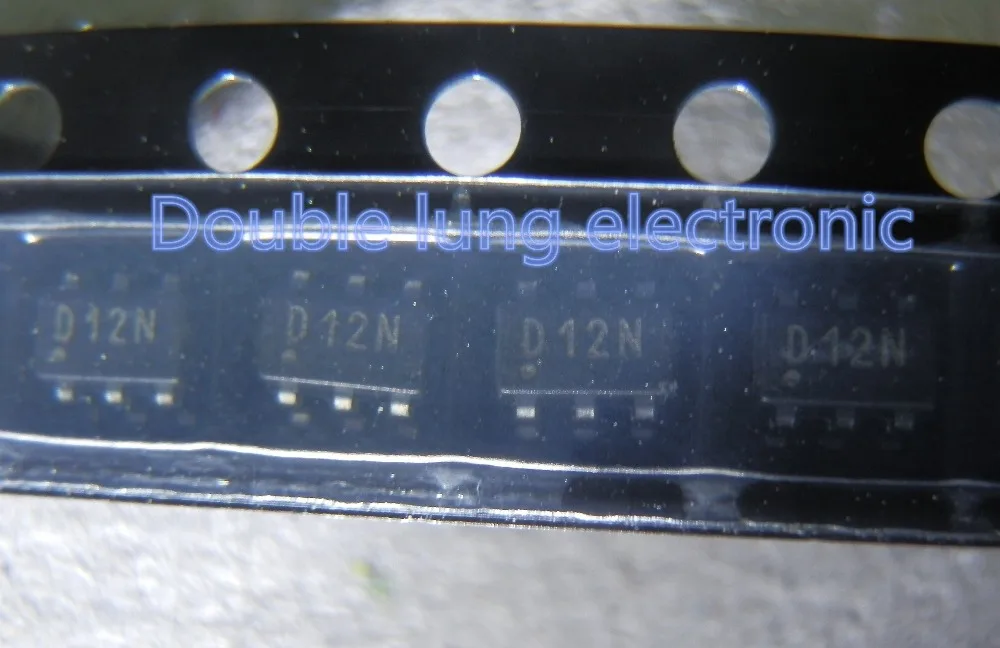 Double lung electronic
D12N D12N D12N D12N